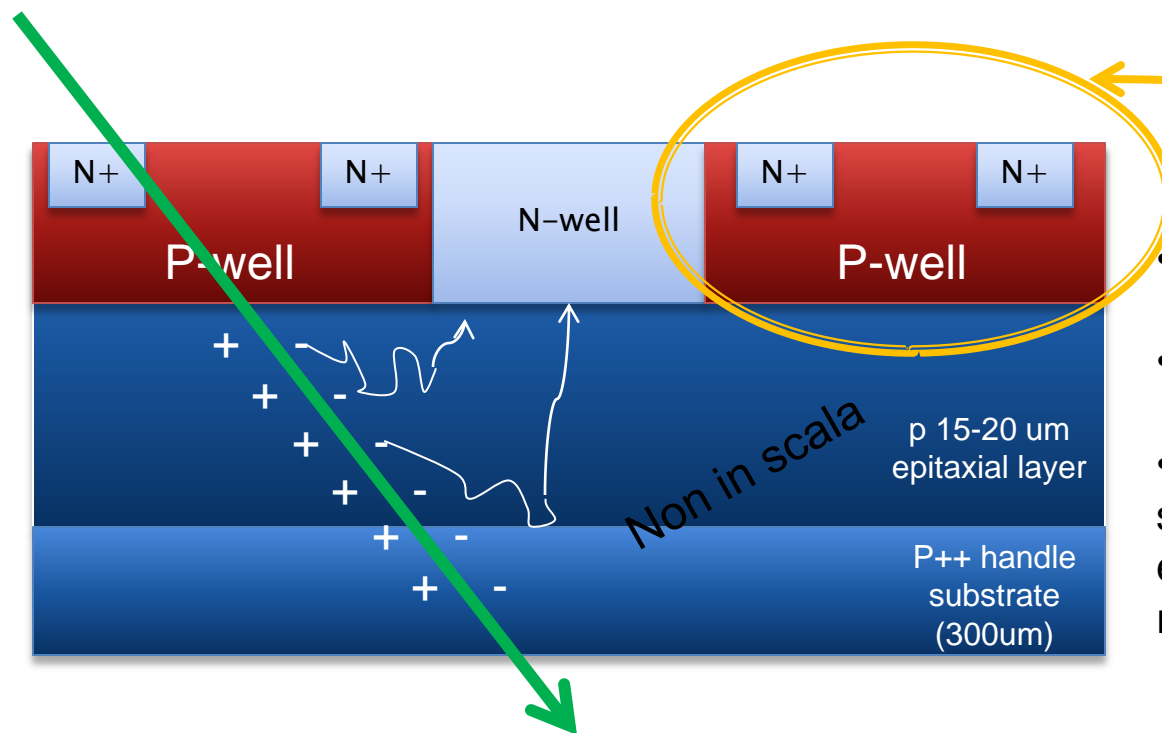 N+
N+
N-well
N+
N+
P-well
P-well
+ -
+ -
+ -
+ -
+ -
+ -
Non in scala
p 15-20 um
epitaxial layer
P++ handle
substrate
(300um)